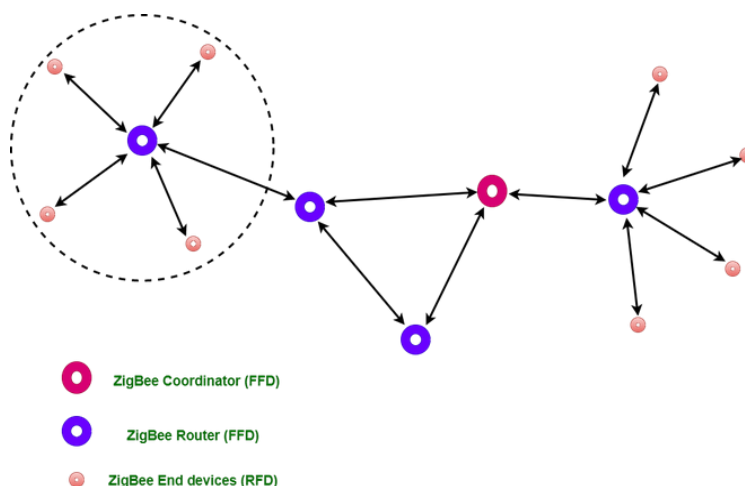 ZigBee Coordinator (FFD)
ZigBee Router (FFD)
ZigBee End devices (RFD)